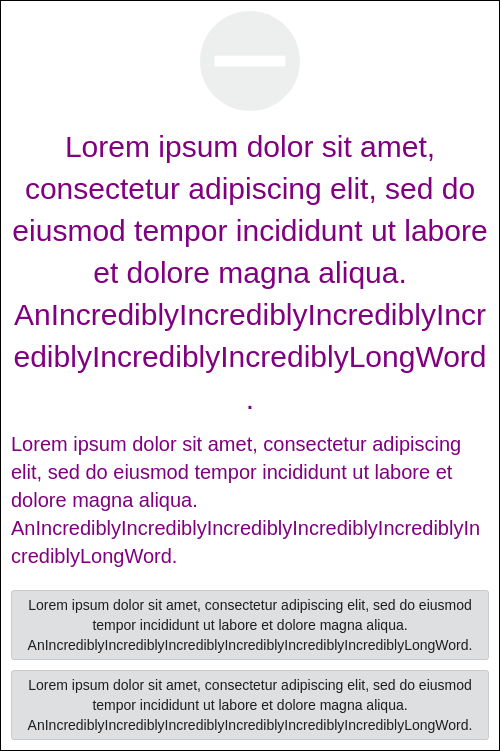 Lorem ipsum dolor sit amet,
consectetur adipiscing elit, sed do
eiusmod tempor incididunt ut labore
et dolore magna aliqua.
AnIncrediblyIncrediblyIncrediblyIncr
ediblyIncrediblyIncrediblyLongWord
.
Lorem ipsum dolor sit amet, consectetur adipiscing
elit, sed do eiusmod tempor incididunt ut labore et
dolore magna aliqua.
AnIncrediblyIncrediblyIncrediblyIncrediblyIncrediblyIn
crediblyLongWord.
Lorem ipsum dolor sit amet, consectetur adipiscing elit, sed do eiusmod
tempor incididunt ut labore et dolore magna aliqua.
AnIncrediblyIncrediblyIncrediblyIncrediblyIncrediblyIncrediblyLongWord.
Lorem ipsum dolor sit amet, consectetur adipiscing elit, sed do eiusmod
tempor incididunt ut labore et dolore magna aliqua.
AnIncrediblyIncrediblyIncrediblyIncrediblyIncrediblyIncrediblyLongWord.